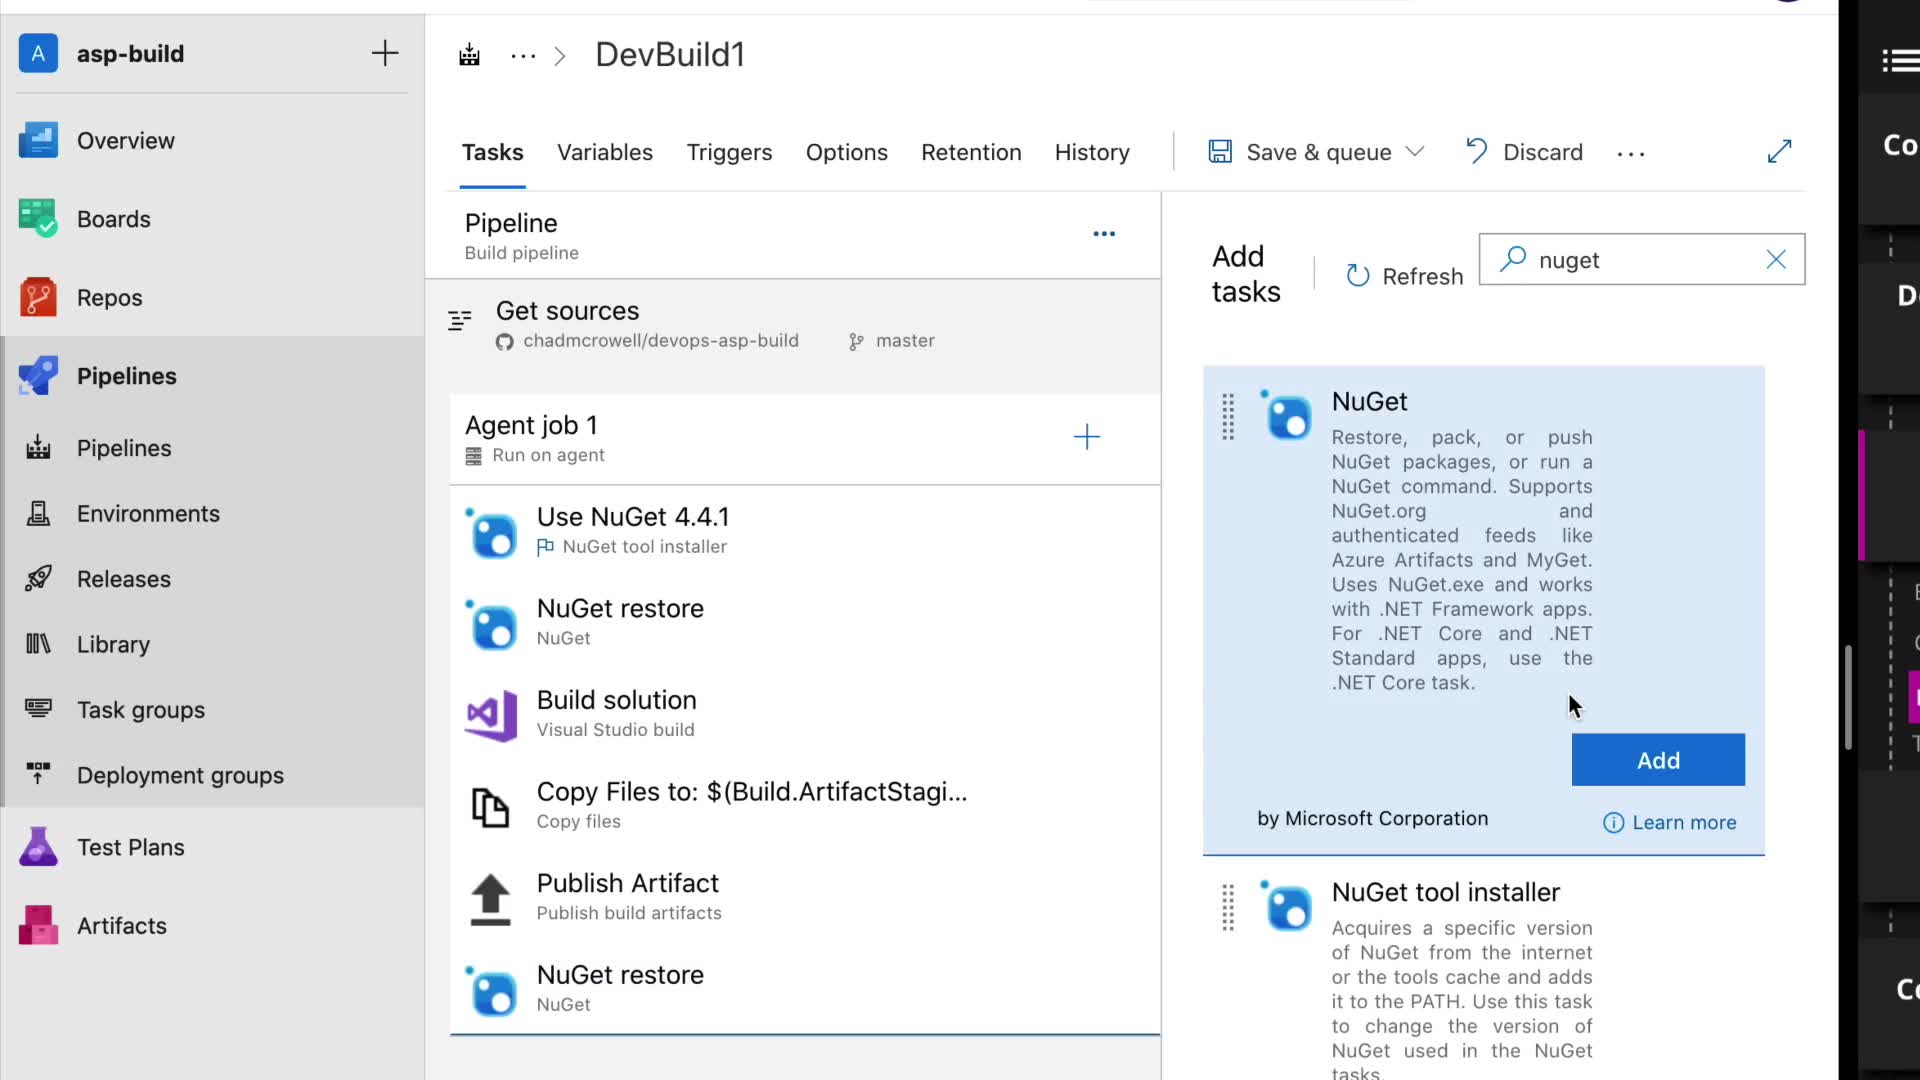 A
asp-build
Overview
Boards
Repos
Pipelines
Pipelines
Environments
Releases
Library
Task groups
Deployment groups
Test Plans
Artifacts
... > DevBuild1
Tasks Variables Triggers Options Retention History Save & queue Discard ...
Pipeline
Build pipeline
Get sources
chadmcrowell/devops-asp-build master
Agent job 1
Run on agent
Use NuGet 4.4.1
NuGet tool installer
NuGet restore
NuGet
Build solution
Visual Studio build
Copy Files to: $(Build.ArtifactStagi...
Copy files
Publish Artifact
Publish build artifacts
NuGet restore
NuGet
Add
tasks
Refresh
nuget
NuGet
Restore, pack, or push
NuGet packages, or run a
NuGet command. Supports
NuGet.org and
authenticated feeds like
Azure Artifacts and MyGet.
Uses NuGet.exe and works
with .NET Framework apps.
For .NET Core and .NET
Standard apps, use the
.NET Core task.
Add
by Microsoft Corporation
Learn more
NuGet tool installer
Acquires a specific version
of NuGet from the internet
or the tools cache and adds
it to the PATH. Use this task
to change the version of
NuGet used in the NuGet
tasks.
Co
Co